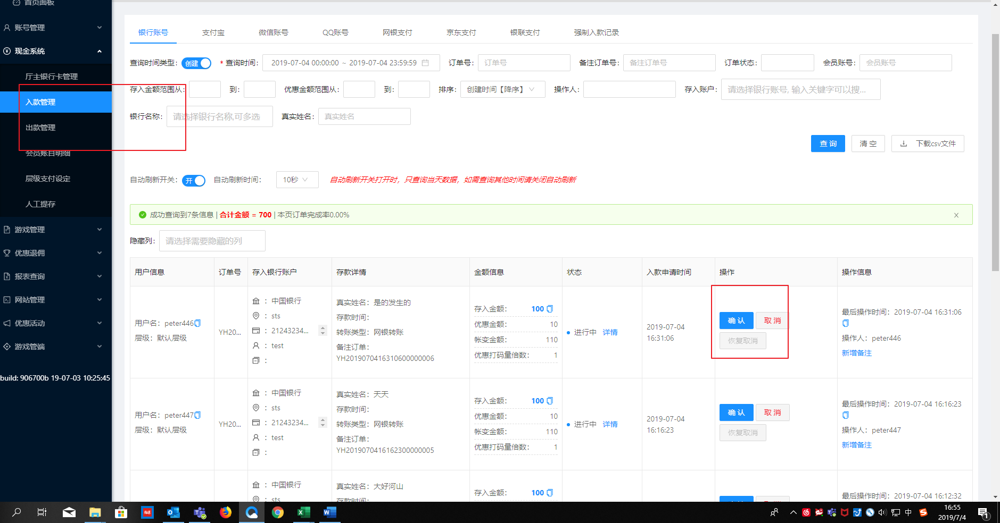 首页面板
账号管理
现金系统
厅主银行卡管理
入款管理
出款管理
会员账目明细
层级支付设定
人工提存
游戏管理
优惠退佣
报表查询
网站管理
优惠活动
游戏管端
build: 906700b 19-07-03 10:25:45
银行账号 支付宝 微信账号 QQ账号 网银支付 京东支付 银联支付 强制入款记录
查询时间类型: 创建 * 查询时间: 2019-07-04 00:00:00 ~ 2019-07-04 23:59:59 订单号: 订单号 备注订单号: 备注订单号 订单状态: 会员账号: 会员账号
存入金额范围从: 到: 优惠金额范围从: 到: 排序: 创建时间【降序】 操作人: 存入账户: 请选择银行账号, 输入关键字可以搜...
银行名称: 请选择银行名称,可多选 真实姓名: 真实姓名
查 询 清 空 下载csv文件
自动刷新开关: 开 自动刷新时间: 10秒 自动刷新开关打开时，只查询当天数据，如需查询其他时间请关闭自动刷新
成功查询到7条信息 | 合计金额 = 700 | 本页订单完成率0.00%
隐藏列: 请选择需要隐藏的列
用户信息 订单号 存入银行账户 存款详情 金额信息 状态 入款申请时间 操作 操作信息
用户名: peter446
层级: 默认层级
YH20...
: 中国银行
: sts
: 21243234...
: test
:
真实姓名: 是的发生的
存款时间:
转账类型: 网银转账
备注订单:
YH2019070416310600000006
存入金额: 100
优惠金额: 10
帐变金额: 110
优惠打码量倍数: 1
进行中 详情
2019-07-04
16:31:06
确 认 取 消
恢复取消
最后操作时间: 2019-07-04 16:31:06
操作人: peter446
新增备注
用户名: peter447
层级: 默认层级
YH20...
: 中国银行
: sts
: 21243234...
: test
:
真实姓名: 天天
存款时间:
转账类型: 网银转账
备注订单:
YH2019070416162300000005
存入金额: 100
优惠金额: 10
帐变金额: 110
优惠打码量倍数: 1
进行中 详情
2019-07-04
16:16:23
确 认 取 消
恢复取消
最后操作时间: 2019-07-04 16:16:23
操作人: peter447
新增备注
: 中国银行
: sts
真实姓名: 大好河山
存款时间:
存入金额: 100
最后操作时间: 2019-07-04 16:12:32
中
16:55
2019/7/4
1